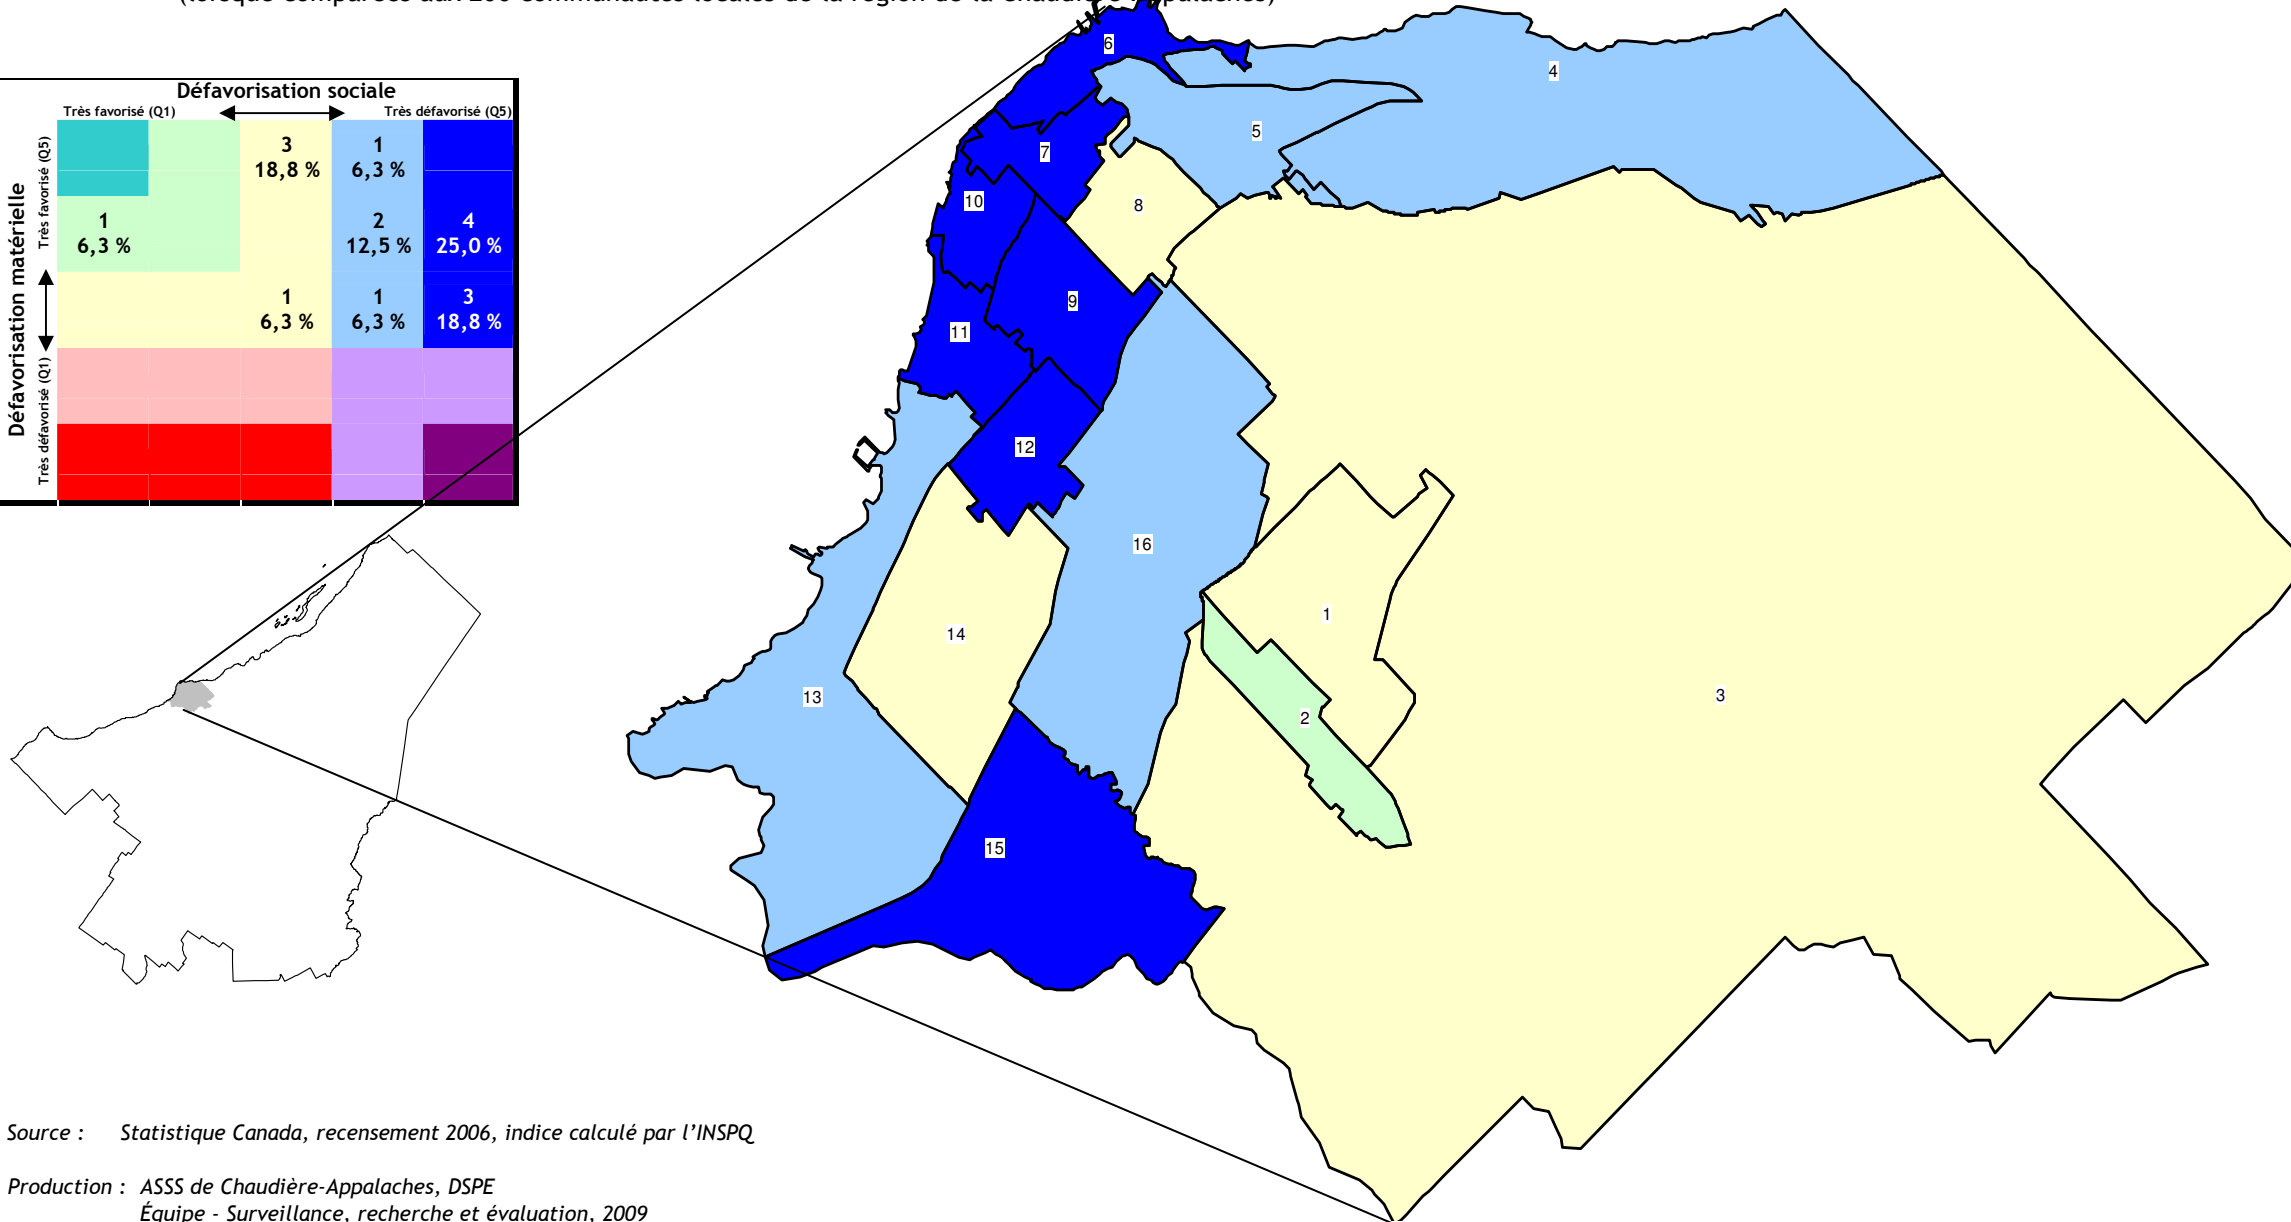 Défavorisation sociale
Très favorisé (Q1) Très défavorisé (Q5)
Défavorisation matérielle
Très favorisé (Q5)
Très défavorisé (Q1)
3 1
18,8 % 6,3 %
1 2 4
6,3 % 12,5 % 25,0 %
1 1 3
6,3 % 6,3 % 18,8 %
6
4
5
7
10
8
9
11
12
16
1
14
3
13
2
15
Source : Statistique Canada, recensement 2006, indice calculé par l'INSPQ
Production : ASSS de Chaudière-Appalaches, DSPE
Équipe - Surveillance, recherche et évaluation, 2009